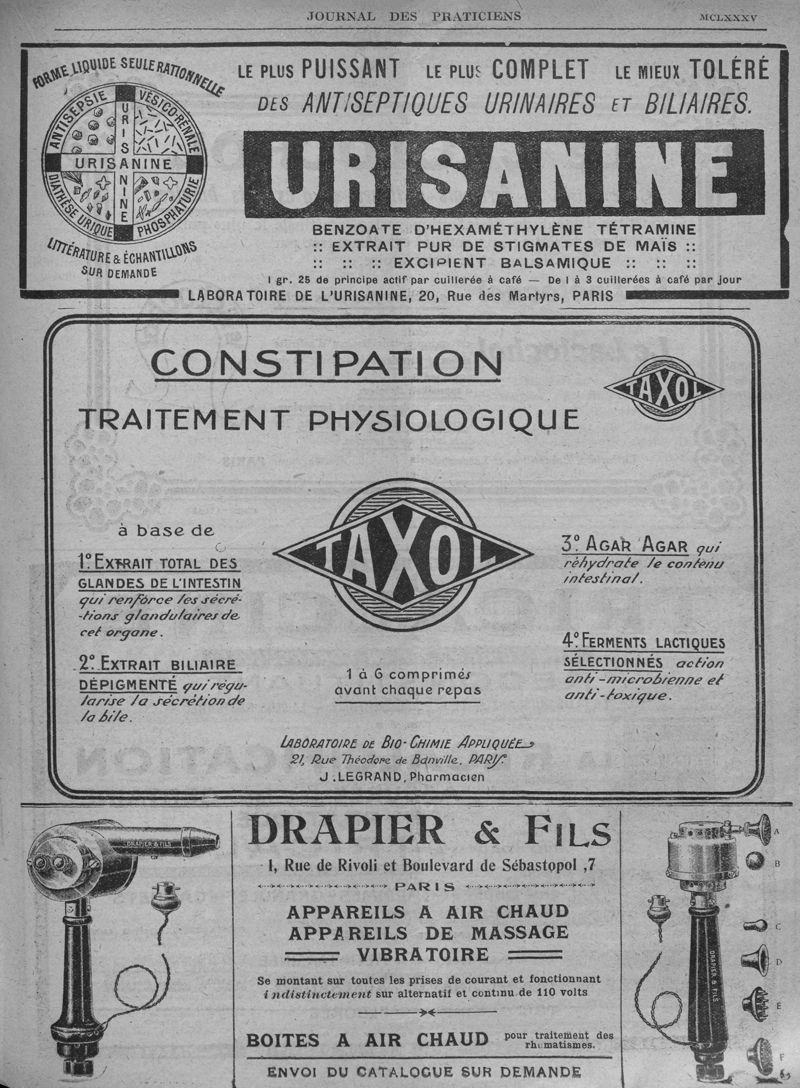 JOURNAL DES PRATICIENS
MCLXXXV
FORME LIQUIDE SEULE RATIONNELLE
ANTISEPSIE
VÉSICO-RÉNALE
URISANINE
URISANINE
DIATHÈSE URIQUE
PHOSPHATURIE
LITTÉRATURE & ÉCHANTILLONS
SUR DEMANDE
LE PLUS PUISSANT LE PLUS COMPLET LE MIEUX TOLÉRÉ
DES ANTISEPTIQUES URINAIRES ET BILIAIRES.
URISANINE
BENZOATE D'HEXAMÉTHYLÈNE TÉTRAMINE
:: EXTRAIT PUR DE STIGMATES DE MAÏS ::
:: :: :: EXCIPIENT BALSAMIQUE :: :: ::
1 gr. 25 de principe actif par cuillerée à café — De 1 à 3 cuillerées à café par jour
LABORATOIRE DE L'URISANINE, 20, Rue des Martyrs, PARIS
CONSTIPATION
TAXOL
TRAITEMENT PHYSIOLOGIQUE
à base de
1º EXTRAIT TOTAL DES
GLANDES DE L'INTESTIN
qui renforce les sécré-
-tions glandulaires de
cet organe.
2º EXTRAIT BILIAIRE
DÉPIGMENTÉ qui régu-
larise la sécrétion de
la bile.
TAXOL
1 à 6 comprimés
avant chaque repas
3º AGAR AGAR qui
réhydrate le contenu
intestinal.
4º FERMENTS LACTIQUES
SÉLECTIONNÉS action
anti-microbienne et
anti-toxique.
LABORATOIRE DE BIO-CHIMIE APPLIQUÉE
21, Rue Théodore de Banville, PARIS
J. LEGRAND, Pharmacien
DRAPIER & FILS
DRAPIER & FILS
1, Rue de Rivoli et Boulevard de Sébastopol ,7
PARIS
APPAREILS A AIR CHAUD
APPAREILS DE MASSAGE
VIBRATOIRE
Se montant sur toutes les prises de courant et fonctionnant
indistinctement sur alternatif et continu de 110 volts
BOITES A AIR CHAUD pour traitement des
rhumatismes.
ENVOI DU CATALOGUE SUR DEMANDE
DRAPIER & FILS
A
B
C
D
E
F